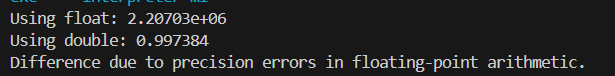 Using float: 2.20703e+06
Using double: 0.997384
Difference due to precision errors in floating-point arithmetic.